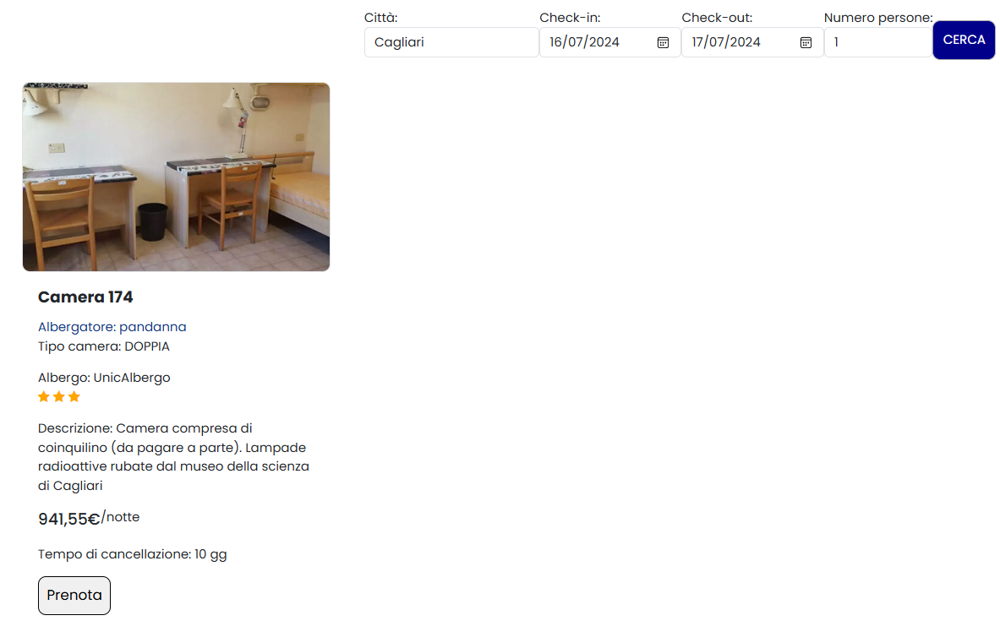 Città:
Check-in:
Check-out:
Numero persone:
Cagliari
16/07/2024
17/07/2024
1
CERCA
Camera 174
Albergatore: pandanna
Tipo camera: DOPPIA
Albergo: UnicAlbergo
Descrizione: Camera compresa di
coinquilino (da pagare a parte). Lampade
radioattive rubate dal museo della scienza
di Cagliari
941,55€/notte
Tempo di cancellazione: 10 gg
Prenota